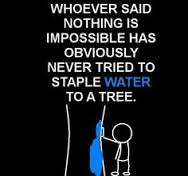 WHOEVER SAID
NOTHING IS
IMPOSSIBLE HAS
OBVIOUSLY
NEVER TRIED TO
STAPLE WATER
TO A TREE.